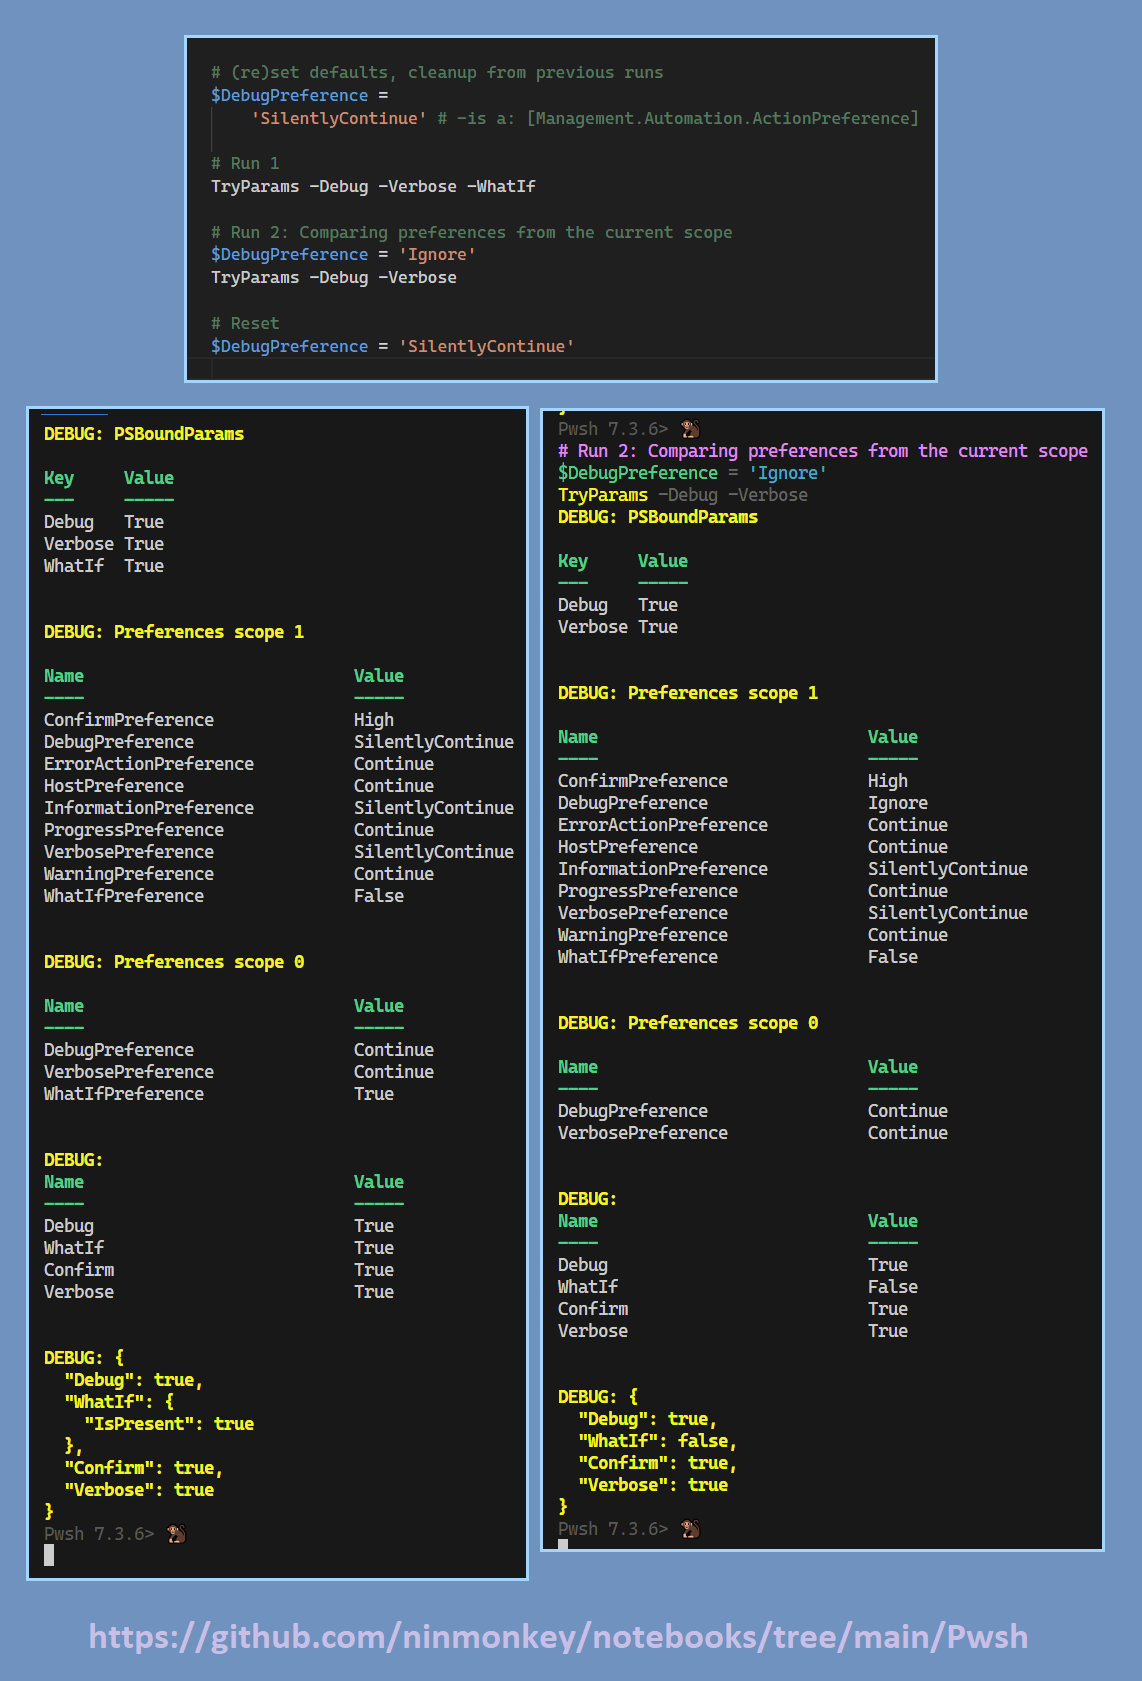 # (re)set defaults, cleanup from previous runs
$DebugPreference =
    'SilentlyContinue' # -is a: [Management.Automation.ActionPreference]
# Run 1
TryParams -Debug -Verbose -WhatIf
# Run 2: Comparing preferences from the current scope
$DebugPreference = 'Ignore'
TryParams -Debug -Verbose
# Reset
$DebugPreference = 'SilentlyContinue'
DEBUG: PSBoundParams
Key     Value
---     -----
Debug   True
Verbose True
WhatIf  True
DEBUG: Preferences scope 1
Name                           Value
----                           -----
ConfirmPreference              High
DebugPreference                SilentlyContinue
ErrorActionPreference          Continue
HostPreference                 Continue
InformationPreference          SilentlyContinue
ProgressPreference             Continue
VerbosePreference              SilentlyContinue
WarningPreference              Continue
WhatIfPreference               False
DEBUG: Preferences scope 0
Name                           Value
----                           -----
DebugPreference                Continue
VerbosePreference              Continue
WhatIfPreference               True
DEBUG:
Name                           Value
----                           -----
Debug                          True
WhatIf                         True
Confirm                        True
Verbose                        True
DEBUG: {
  "Debug": true,
  "WhatIf": {
    "IsPresent": true
  },
  "Confirm": true,
  "Verbose": true
}
Pwsh 7.3.6> 🐒
Pwsh 7.3.6> 🐒
# Run 2: Comparing preferences from the current scope
$DebugPreference = 'Ignore'
TryParams -Debug -Verbose
DEBUG: PSBoundParams
Key     Value
---     -----
Debug   True
Verbose True
DEBUG: Preferences scope 1
Name                           Value
----                           -----
ConfirmPreference              High
DebugPreference                Ignore
ErrorActionPreference          Continue
HostPreference                 Continue
InformationPreference          SilentlyContinue
ProgressPreference             Continue
VerbosePreference              SilentlyContinue
WarningPreference              Continue
WhatIfPreference               False
DEBUG: Preferences scope 0
Name                           Value
----                           -----
DebugPreference                Continue
VerbosePreference              Continue
DEBUG:
Name                           Value
----                           -----
Debug                          True
WhatIf                         False
Confirm                        True
Verbose                        True
DEBUG: {
  "Debug": true,
  "WhatIf": false,
  "Confirm": true,
  "Verbose": true
}
Pwsh 7.3.6> 🐒
https://github.com/ninmonkey/notebooks/tree/main/Pwsh